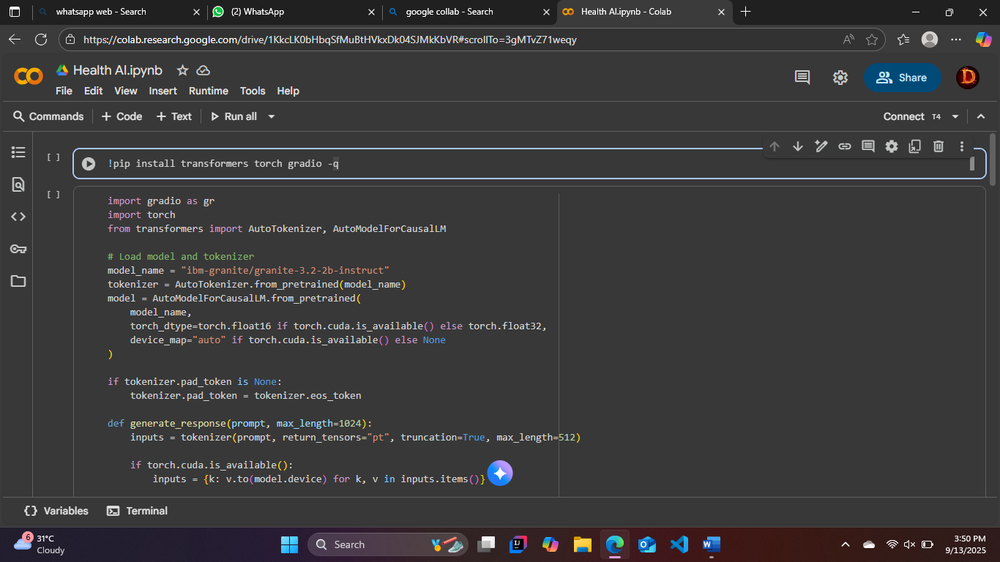 whatsapp web - Search
(2) WhatsApp
google collab - Search
Health AI.ipynb - Colab
https://colab.research.google.com/drive/1KkcLK0bHbqSfMuBtHVkxDk04SJMkKbVR#scrollTo=3gMTvZ71weqy
Health AI.ipynb
Share
D
File Edit View Insert Runtime Tools Help
Commands + Code + Text Run all
Connect T4
[ ] !pip install transformers torch gradio -q
[ ] import gradio as gr
import torch
from transformers import AutoTokenizer, AutoModelForCausalLM
# Load model and tokenizer
model_name = "ibm-granite/granite-3.2-2b-instruct"
tokenizer = AutoTokenizer.from_pretrained(model_name)
model = AutoModelForCausalLM.from_pretrained(
model_name,
torch_dtype=torch.float16 if torch.cuda.is_available() else torch.float32,
device_map="auto" if torch.cuda.is_available() else None
)
if tokenizer.pad_token is None:
tokenizer.pad_token = tokenizer.eos_token
def generate_response(prompt, max_length=1024):
inputs = tokenizer(prompt, return_tensors="pt", truncation=True, max_length=512)
if torch.cuda.is_available():
inputs = {k: v.to(model.device) for k, v in inputs.items()}
Variables Terminal
6
31°C
Cloudy
Search
3:50 PM
9/13/2025